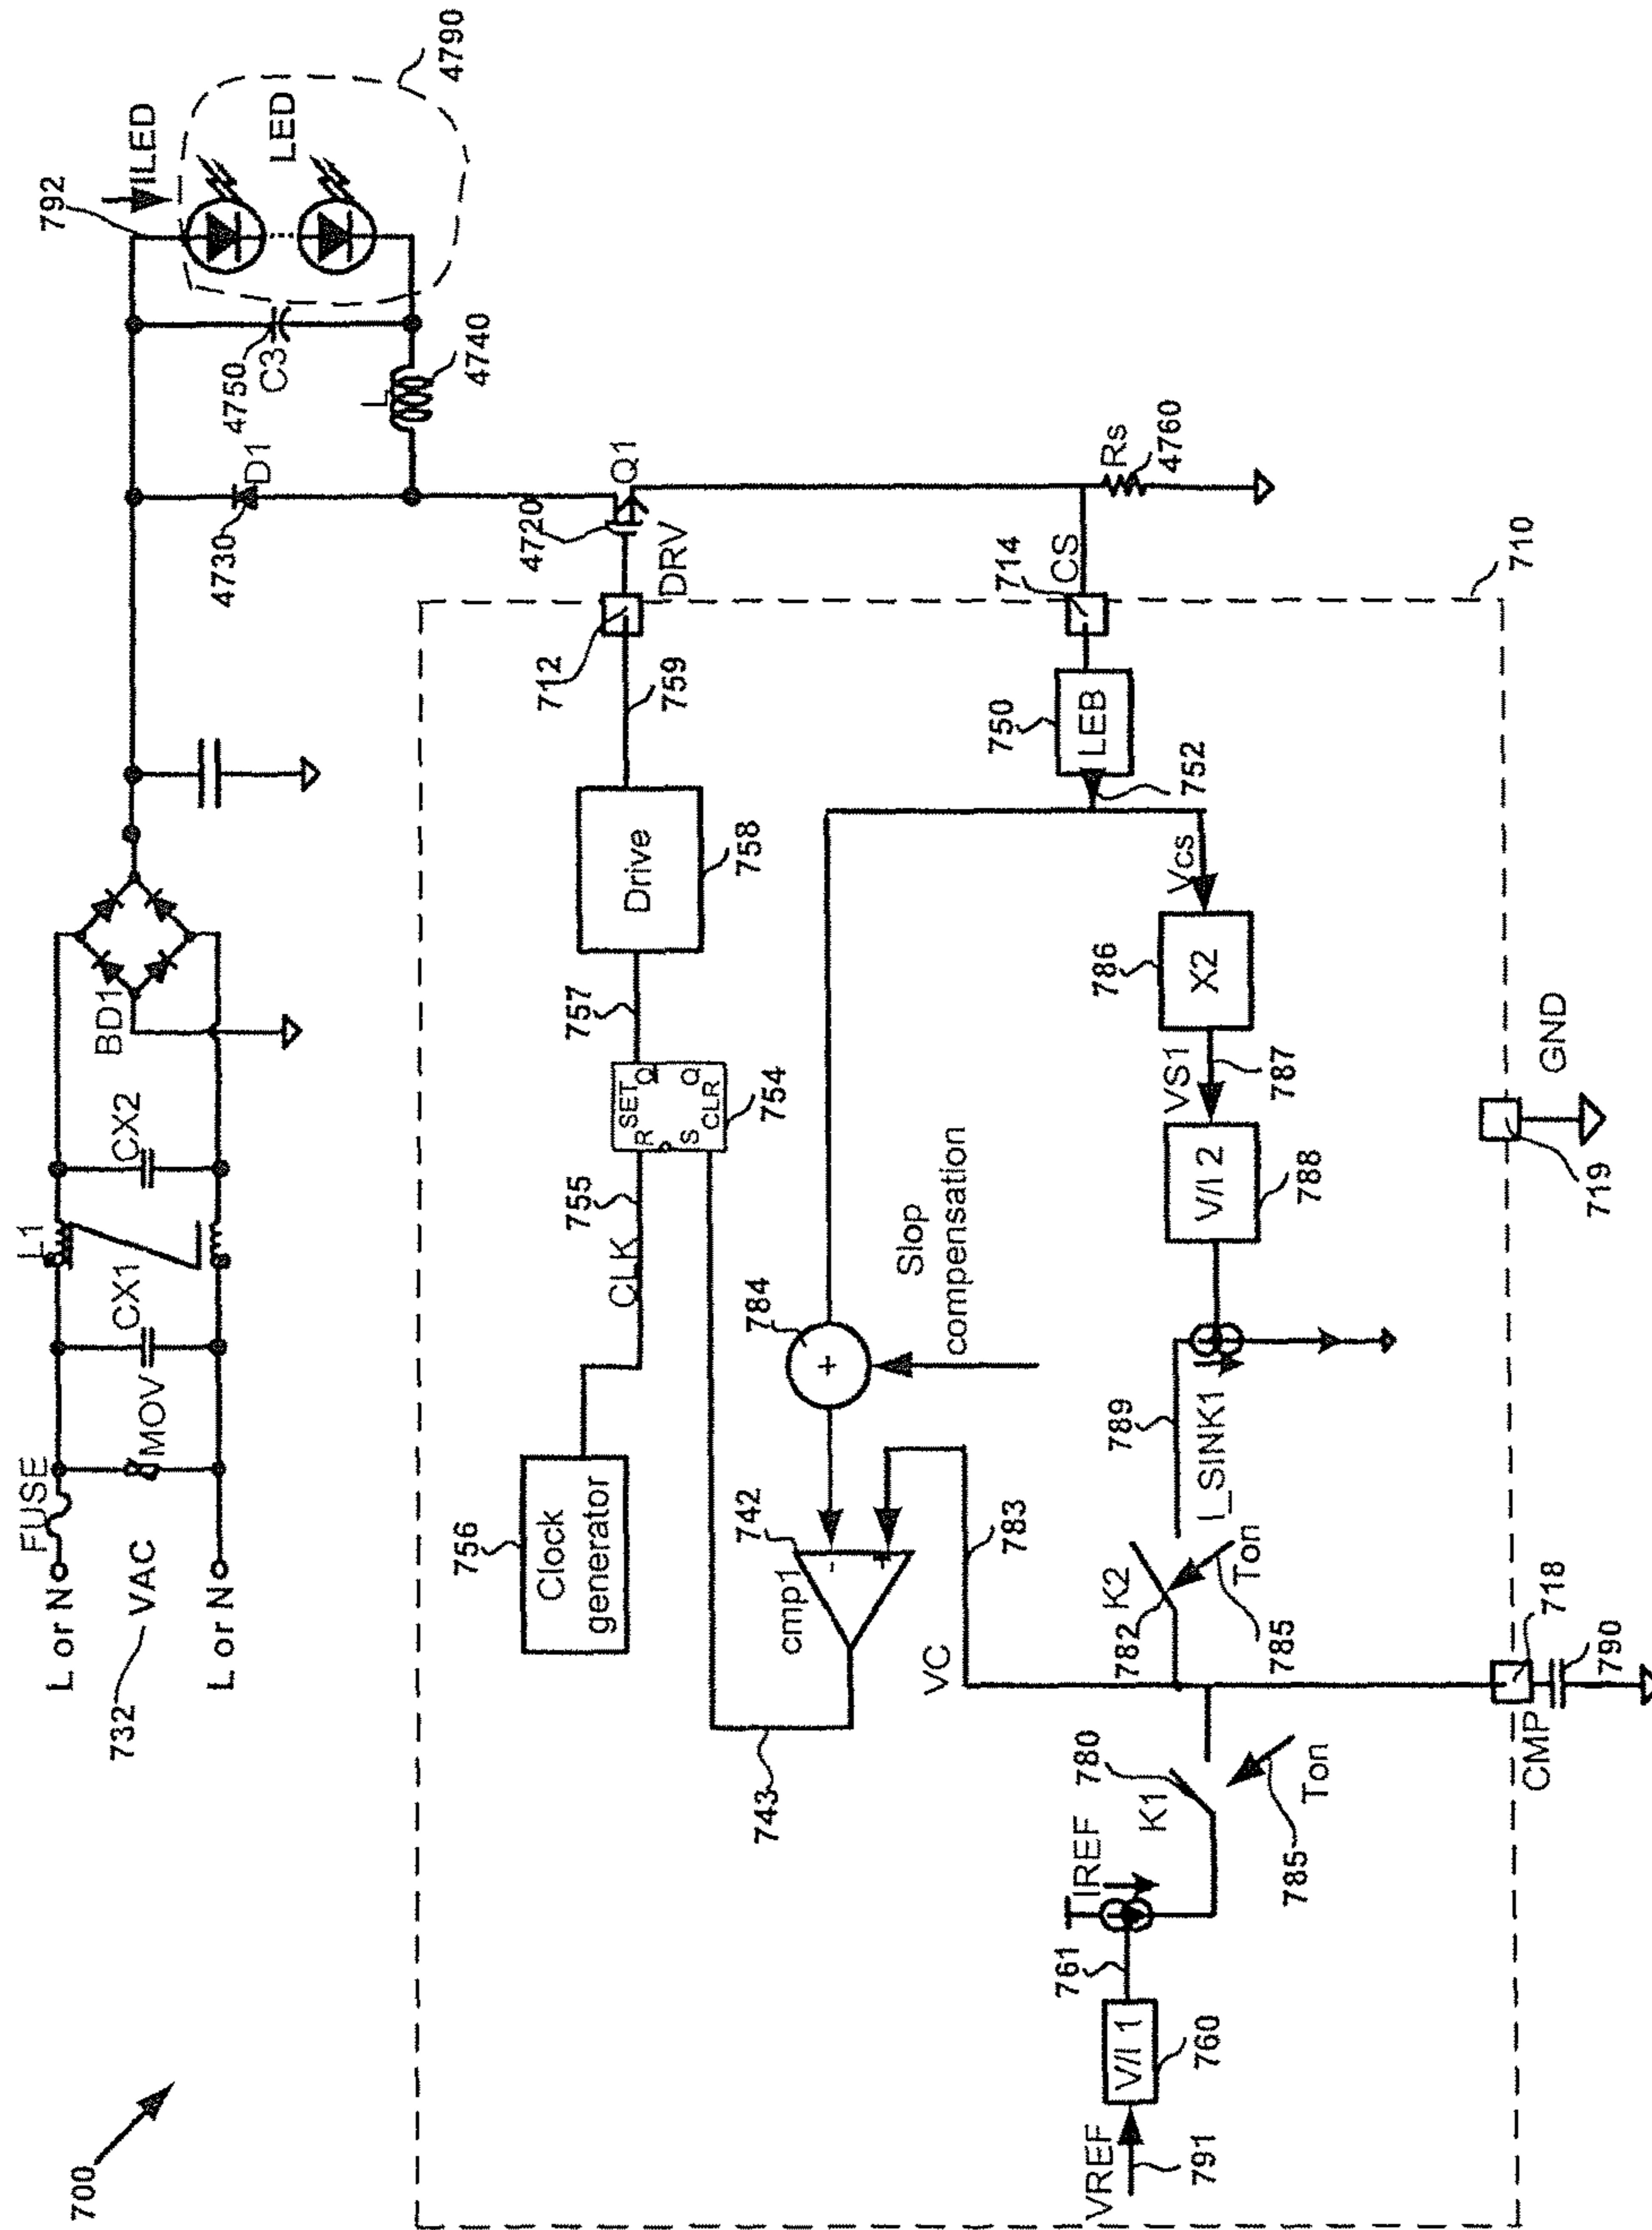 700
L or N
FUSE
732
VAC
L or N
MOV
CX1
L1
CX2
BD1
4730
D1
4750
C3
L
4740
792
ILED
LED
4790
4720
Q1
DRV
712
759
Drive
758
757
SET
R
Q
S
Q
CLR
754
755
CLK
756
Clock
generator
714
CS
Rs
4760
710
750
LEB
752
Vcs
786
X2
VS1
787
V/I 2
788
784
+
Slop
compensation
742
-
+
cmp1
743
783
VC
789
I_SINK1
K2
782
Ton
785
780
K1
Ton
785
IREF
761
V/I 1
760
VREF
791
718
CMP
790
719
GND